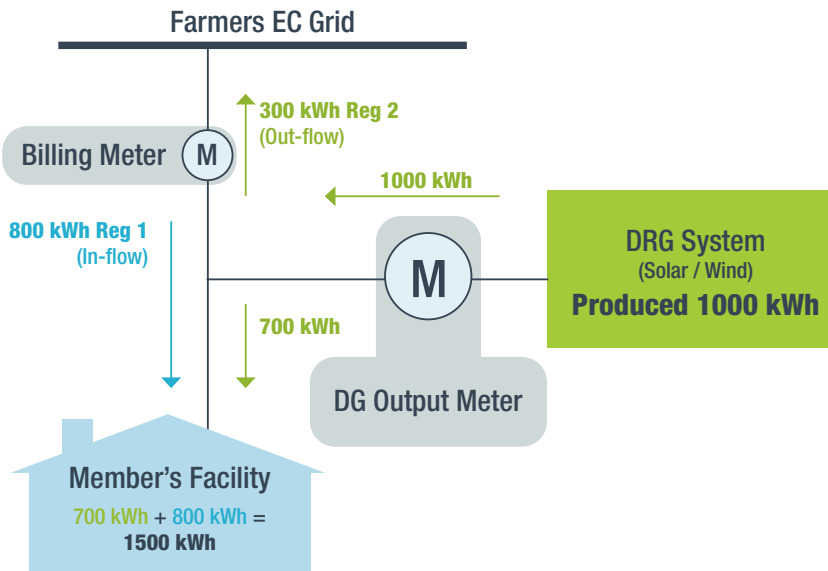 Farmers EC Grid
300 kWh Reg 2
(Out-flow)
Billing Meter
M
1000 kWh
800 kWh Reg 1
(In-flow)
DRG System
(Solar / Wind)
Produced 1000 kWh
M
700 kWh
DG Output Meter
Member’s Facility
700 kWh + 800 kWh =
1500 kWh